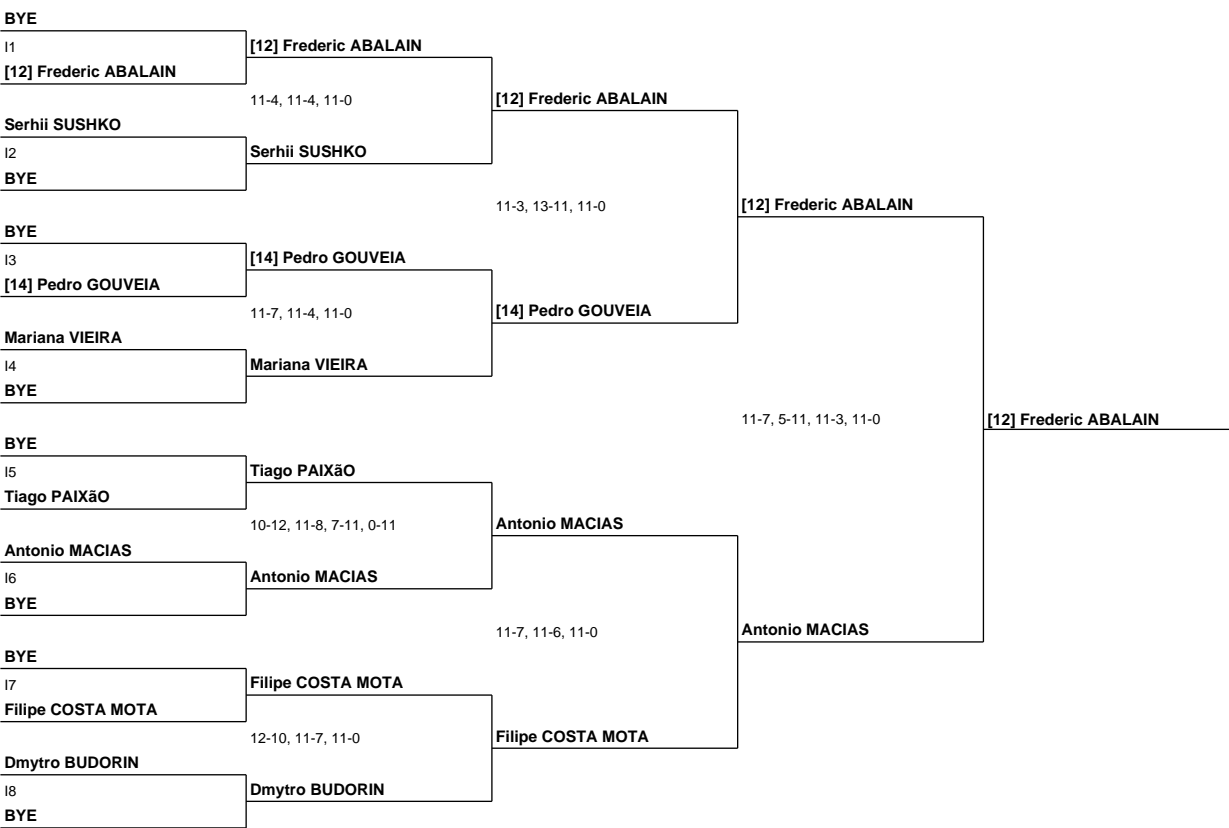 BYE
I1
[12] Frederic ABALAIN
[12] Frederic ABALAIN
11-4, 11-4, 11-0
[12] Frederic ABALAIN
Serhii SUSHKO
I2
Serhii SUSHKO
BYE
11-3, 13-11, 11-0
[12] Frederic ABALAIN
BYE
I3
[14] Pedro GOUVEIA
[14] Pedro GOUVEIA
11-7, 11-4, 11-0
[14] Pedro GOUVEIA
Mariana VIEIRA
I4
Mariana VIEIRA
BYE
11-7, 5-11, 11-3, 11-0
[12] Frederic ABALAIN
BYE
I5
Tiago PAIXãO
Tiago PAIXãO
10-12, 11-8, 7-11, 0-11
Antonio MACIAS
Antonio MACIAS
I6
Antonio MACIAS
BYE
11-7, 11-6, 11-0
Antonio MACIAS
BYE
I7
Filipe COSTA MOTA
Filipe COSTA MOTA
12-10, 11-7, 11-0
Filipe COSTA MOTA
Dmytro BUDORIN
I8
Dmytro BUDORIN
BYE